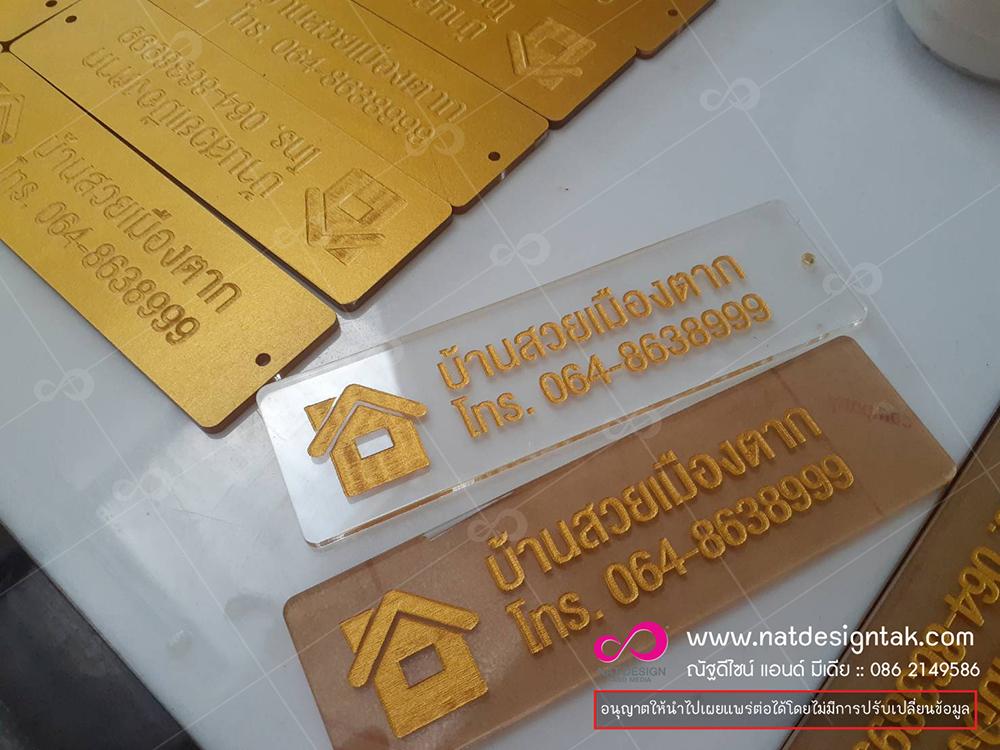 บ้านสวยเมืองตาก
โทร. 064-8638999
บ้านสวยเมืองตาก
โทร. 064-8638999
บ้านสวยเมืองตาก
โทร. 064-8638999
บ้านสวยเมืองตาก
โทร. 064-8638999
company
NATDESIGN
AND MEDIA
www.natdesigntak.com
ณัฐดีไซน์ แอนด์ มีเดีย :: 086 2149586
อนุญาตให้นำไปเผยแพร่ต่อได้โดยไม่มีการปรับเปลี่ยนข้อมูล